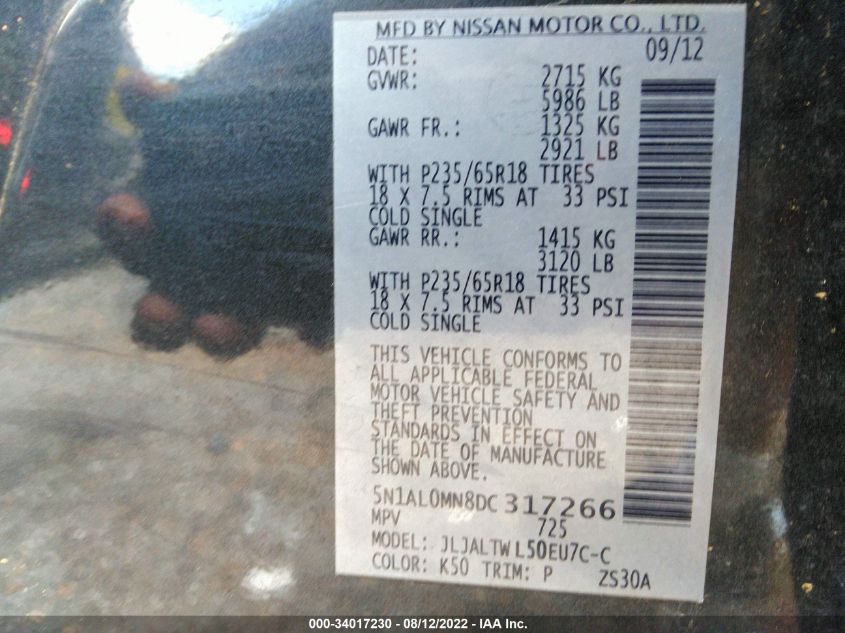 MFD BY NISSAN MOTOR CO., LTD.
DATE: 09/12
GVWR: 2715 KG
5986 LB
GAWR FR.: 1325 KG
2921 LB
WITH P235/65R18 TIRES
18 X 7.5 RIMS AT 33 PSI
COLD SINGLE
GAWR RR.: 1415 KG
3120 LB
WITH P235/65R18 TIRES
18 X 7.5 RIMS AT 33 PSI
COLD SINGLE
THIS VEHICLE CONFORMS TO
ALL APPLICABLE FEDERAL
MOTOR VEHICLE SAFETY AND
THEFT PREVENTION
STANDARDS IN EFFECT ON
THE DATE OF MANUFACTURE
SHOWN ABOVE.
5N1AL0MN8DC 317266
MPV 725
MODEL: JLJALTW L50EU7C-C
COLOR: K50 TRIM: P ZS30A
000-34017230 - 08/12/2022 - IAA Inc.